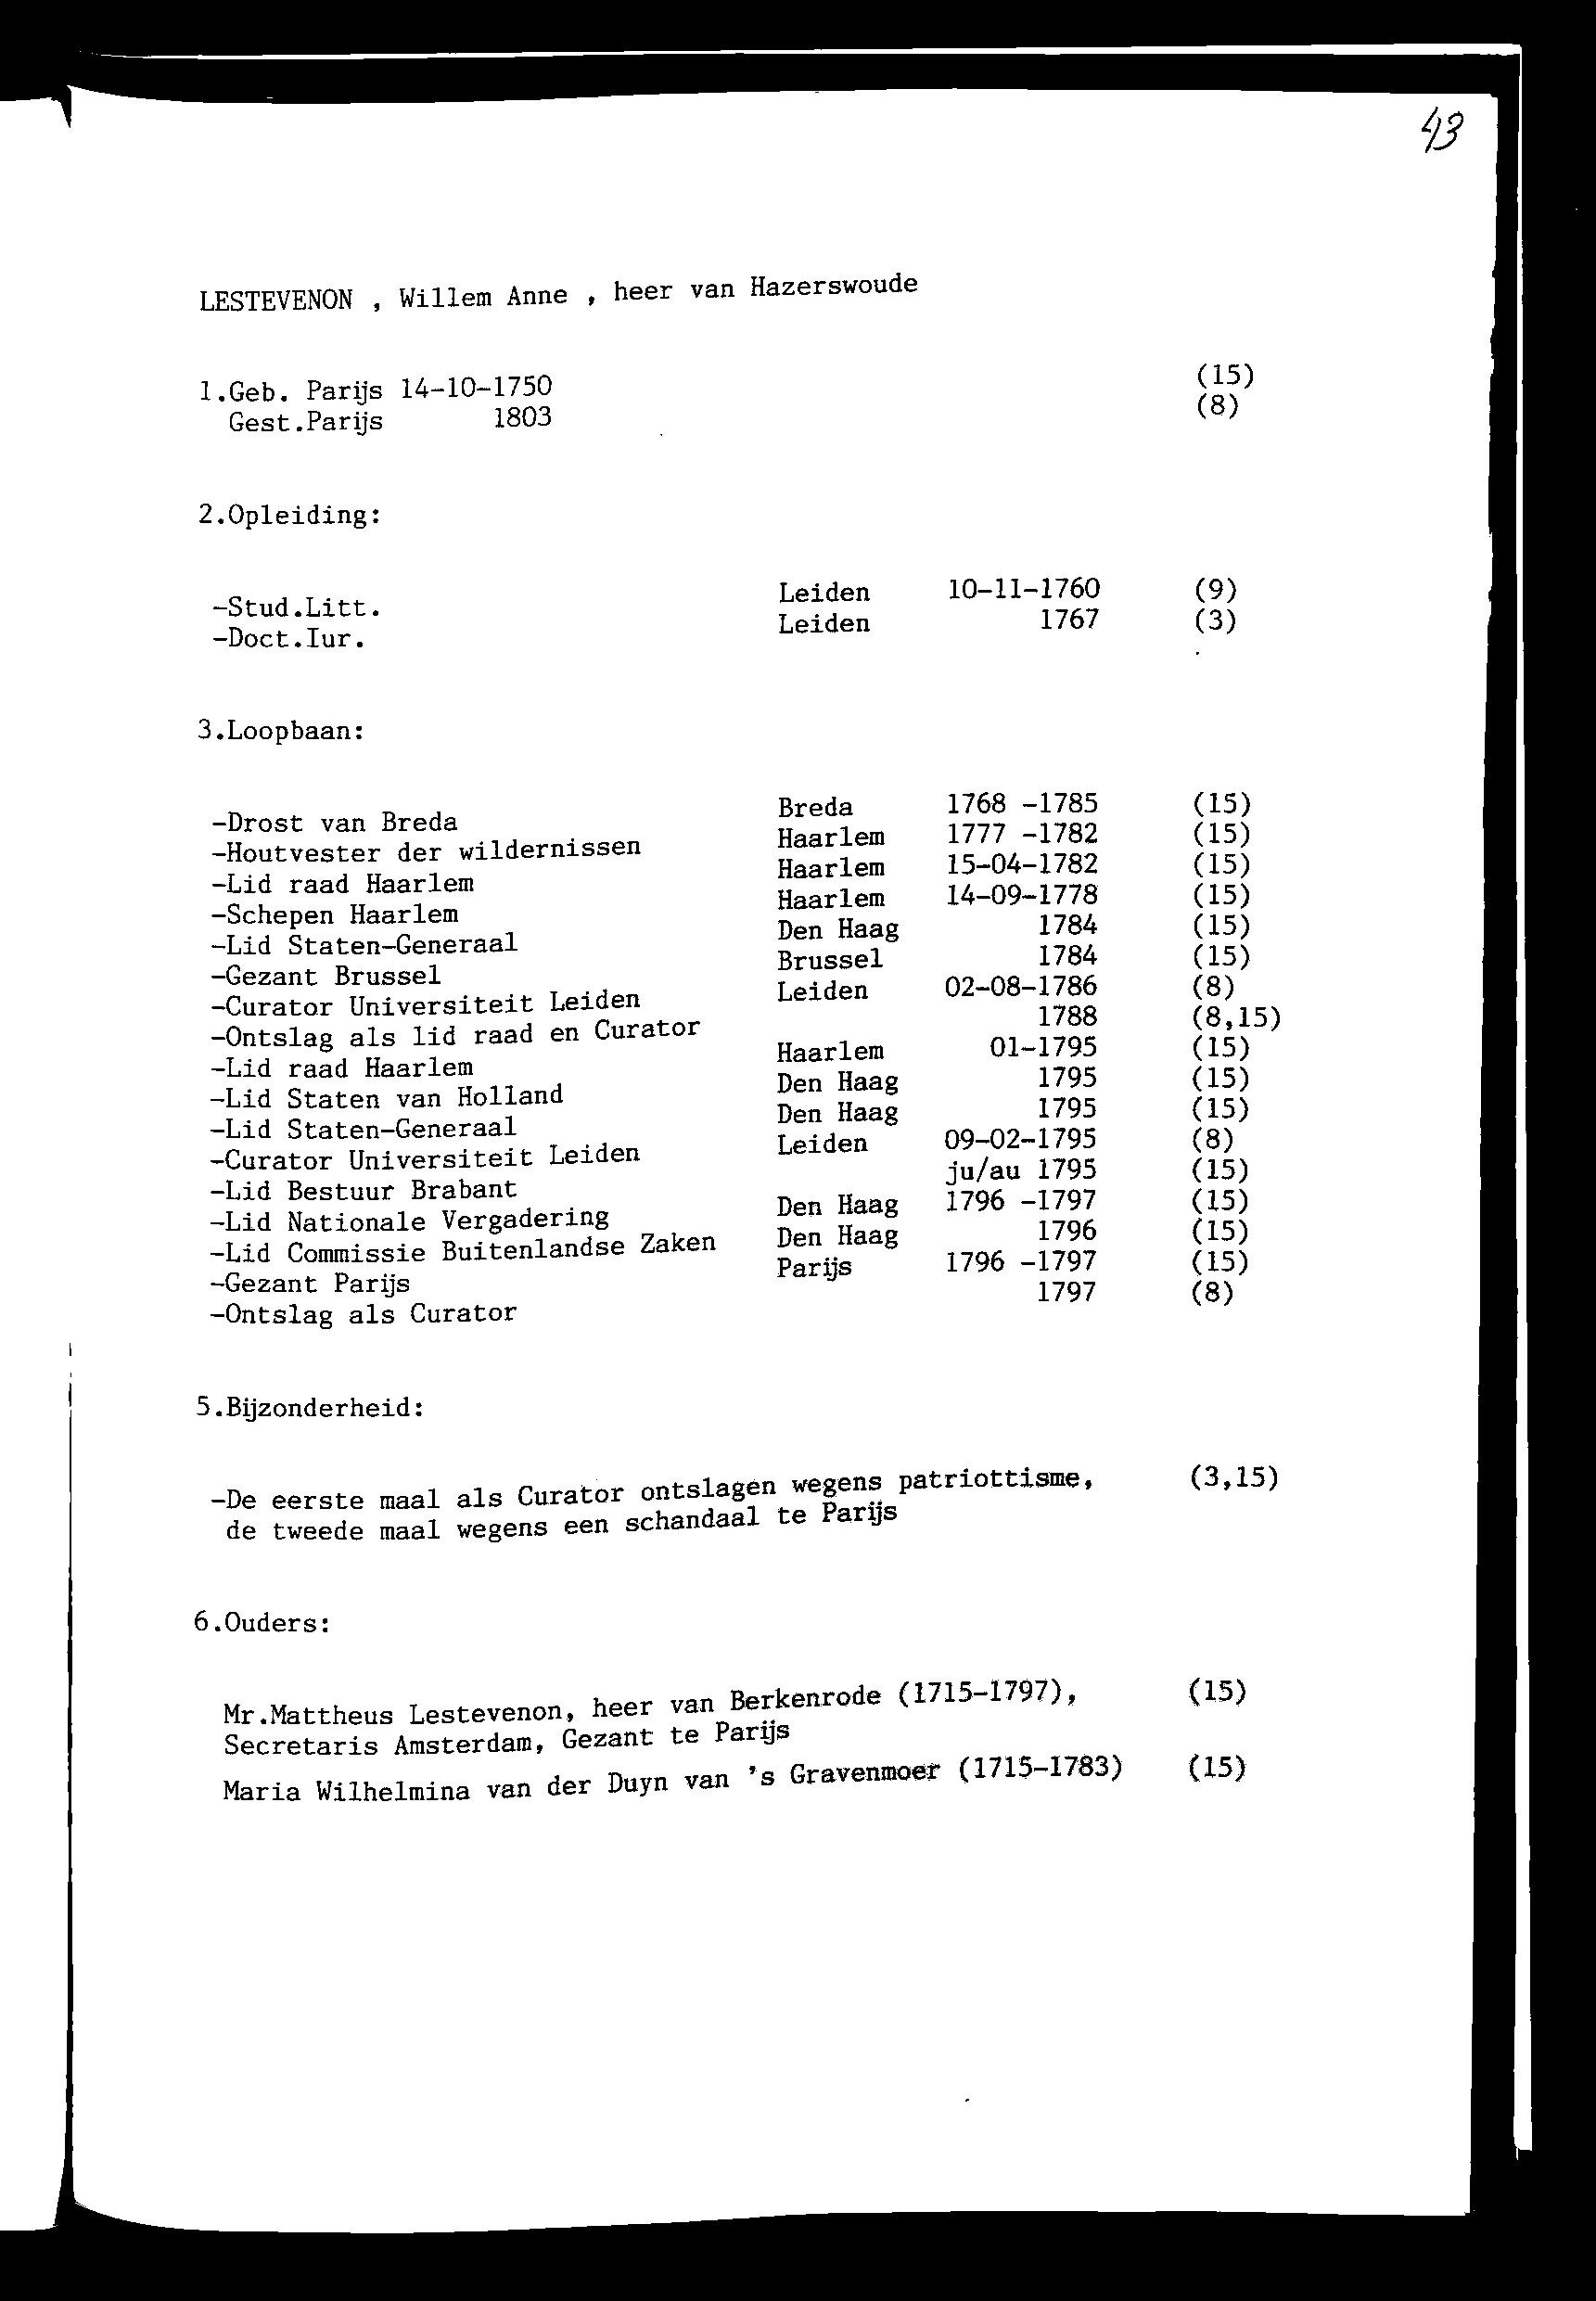 43
LESTEVENON , Willem Anne , heer van Hazerswoude
1.Geb. Parijs 14-10-1750 (15)
Gest.Parijs 1803 (8)
2.Opleiding:
-Stud.Litt. Leiden 10-11-1760 (9)
-Doct.Iur. Leiden 1767 (3)
3.Loopbaan:
-Drost van Breda Breda 1768 -1785 (15)
-Houtvester der wildernissen Haarlem 1777 -1782 (15)
-Lid raad Haarlem Haarlem 15-04-1782 (15)
-Schepen Haarlem Haarlem 14-09-1778 (15)
-Lid Staten-Generaal Den Haag 1784 (15)
-Gezant Brussel Brussel 1784 (15)
-Curator Universiteit Leiden Leiden 02-08-1786 (8)
-Ontslag als lid raad en Curator 1788 (8,15)
-Lid raad Haarlem Haarlem 01-1795 (15)
-Lid Staten van Holland Den Haag 1795 (15)
-Lid Staten-Generaal Den Haag 1795 (15)
-Curator Universiteit Leiden Leiden 09-02-1795 (8)
-Lid Bestuur Brabant ju/au 1795 (15)
-Lid Nationale Vergadering Den Haag 1796 -1797 (15)
-Lid Commissie Buitenlandse Zaken Den Haag 1796 (15)
-Gezant Parijs Parijs 1796 -1797 (15)
-Ontslag als Curator 1797 (8)
5.Bijzonderheid:
-De eerste maal als Curator ontslagen wegens patriottisme, (3,15)
de tweede maal wegens een schandaal te Parijs
6.Ouders:
Mr.Mattheus Lestevenon, heer van Berkenrode (1715-1797), (15)
Secretaris Amsterdam, Gezant te Parijs
Maria Wilhelmina van der Duyn van 's Gravenmoer (1715-1783) (15)